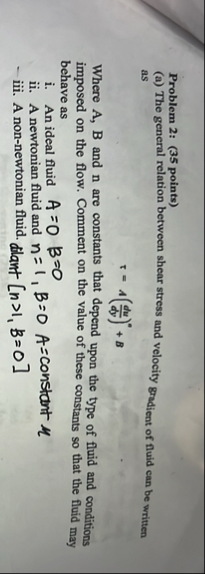 Problem 2: (35 points)
(a) The general relation between shear stress and velocity gradient of fluid can be written
as
τ = A (du/dy)ⁿ + B
Where A, B and n are constants that depend upon the type of fluid and conditions
imposed on the flow. Comment on the value of these constants so that the fluid may
behave as
i. An ideal fluid A=0 B=0
ii. A newtonian fluid and n=1, B=0 A=constant μ
iii. A non-newtonian fluid. dilant [n>1, B=0]